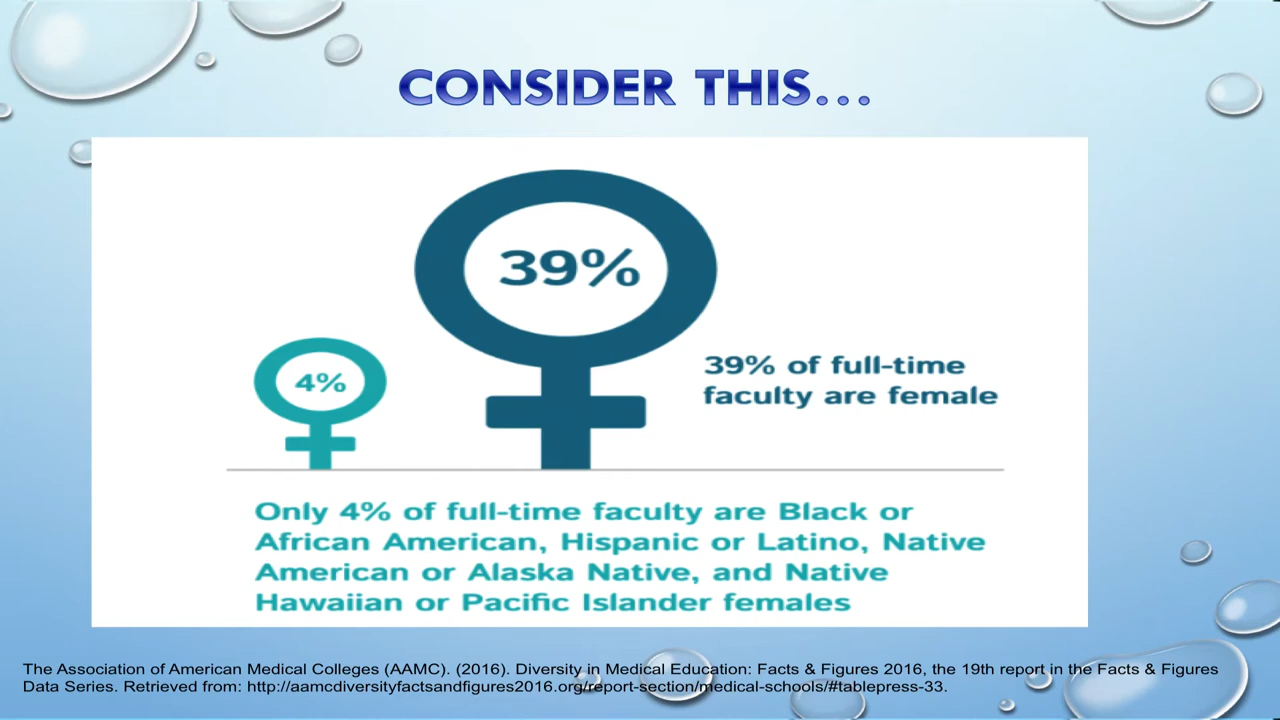 CONSIDER THIS...
39%
4%
39% of full-time
faculty are female
Only 4% of full-time faculty are Black or
African American, Hispanic or Latino, Native
American or Alaska Native, and Native
Hawaiian or Pacific Islander females
The Association of American Medical Colleges (AAMC). (2016). Diversity in Medical Education: Facts & Figures 2016, the 19th report in the Facts & Figures
Data Series. Retrieved from: http://aamcdiversityfactsandfigures2016.org/report-section/medical-schools/#tablepress-33.